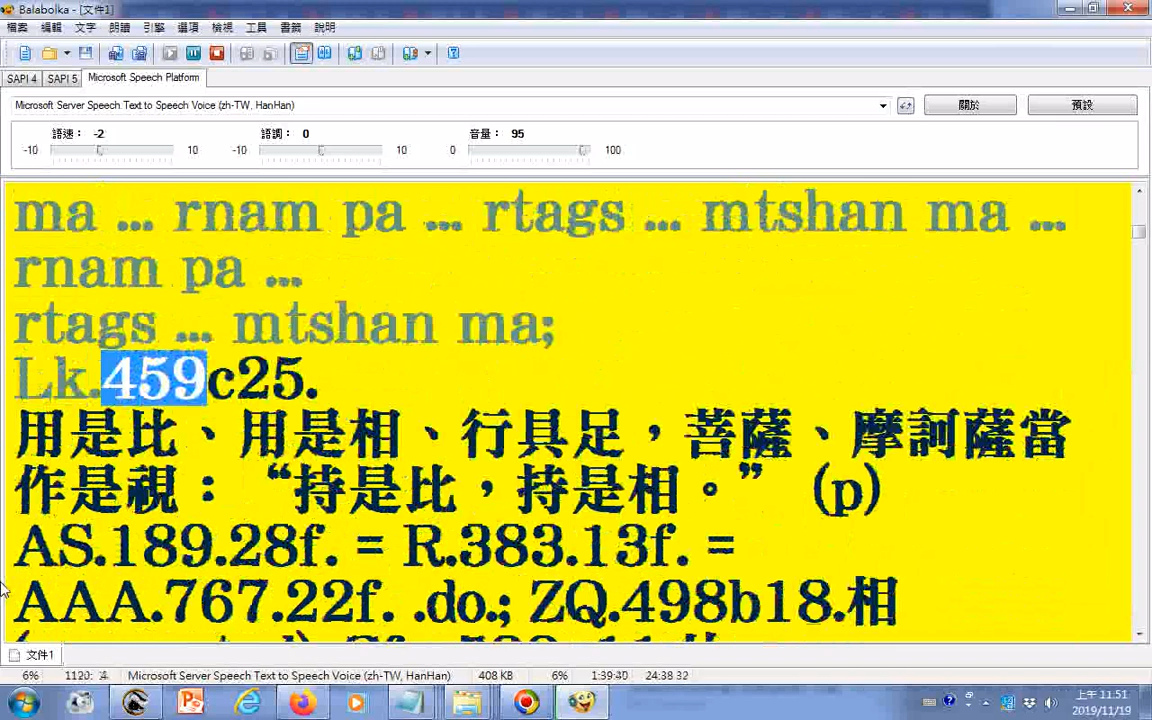 Balabolka - [文件1]
檔案 編輯 文字 朗讀 引擎 選項 檢視 工具 書籤 說明
SAPI 4 SAPI 5 Microsoft Speech Platform
Microsoft Server Speech Text to Speech Voice (zh-TW, HanHan) 關於 預設
語速： -2 語調： 0 音量： 95
-10 10 -10 10 0 100
ma ... rnam pa ... rtags ... mtshan ma ...
rnam pa ...
rtags ... mtshan ma;
Lk.459c25.
用是比、用是相、行具足，菩薩、摩訶薩當
作是視：“持是比，持是相。” (p)
AS.189.28f. = R.383.13f. =
AAA.767.22f. .do.; ZQ.498b18.相
文件1
6% 1120: 4 Microsoft Server Speech Text to Speech Voice (zh-TW, HanHan) 408 KB 6% 1:39:40 24:38:32
上午 11:51
2019/11/19